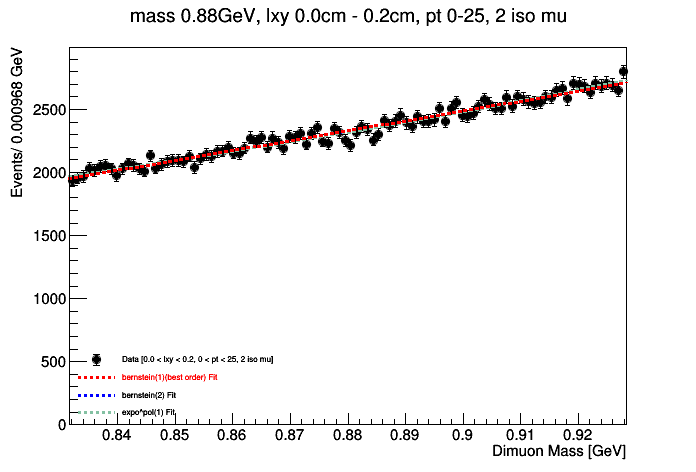 mass 0.88GeV, lxy 0.0cm - 0.2cm, pt 0-25, 2 iso mu
Events/ 0.000968 GeV
2500
2000
1500
1000
500
0
Data [0.0 < lxy < 0.2, 0 < pt < 25, 2 iso mu]
bernstein(1)(best order) Fit
bernstein(2) Fit
expo*pol(1) Fit
0.84 0.85 0.86 0.87 0.88 0.89 0.9 0.91 0.92
Dimuon Mass [GeV]